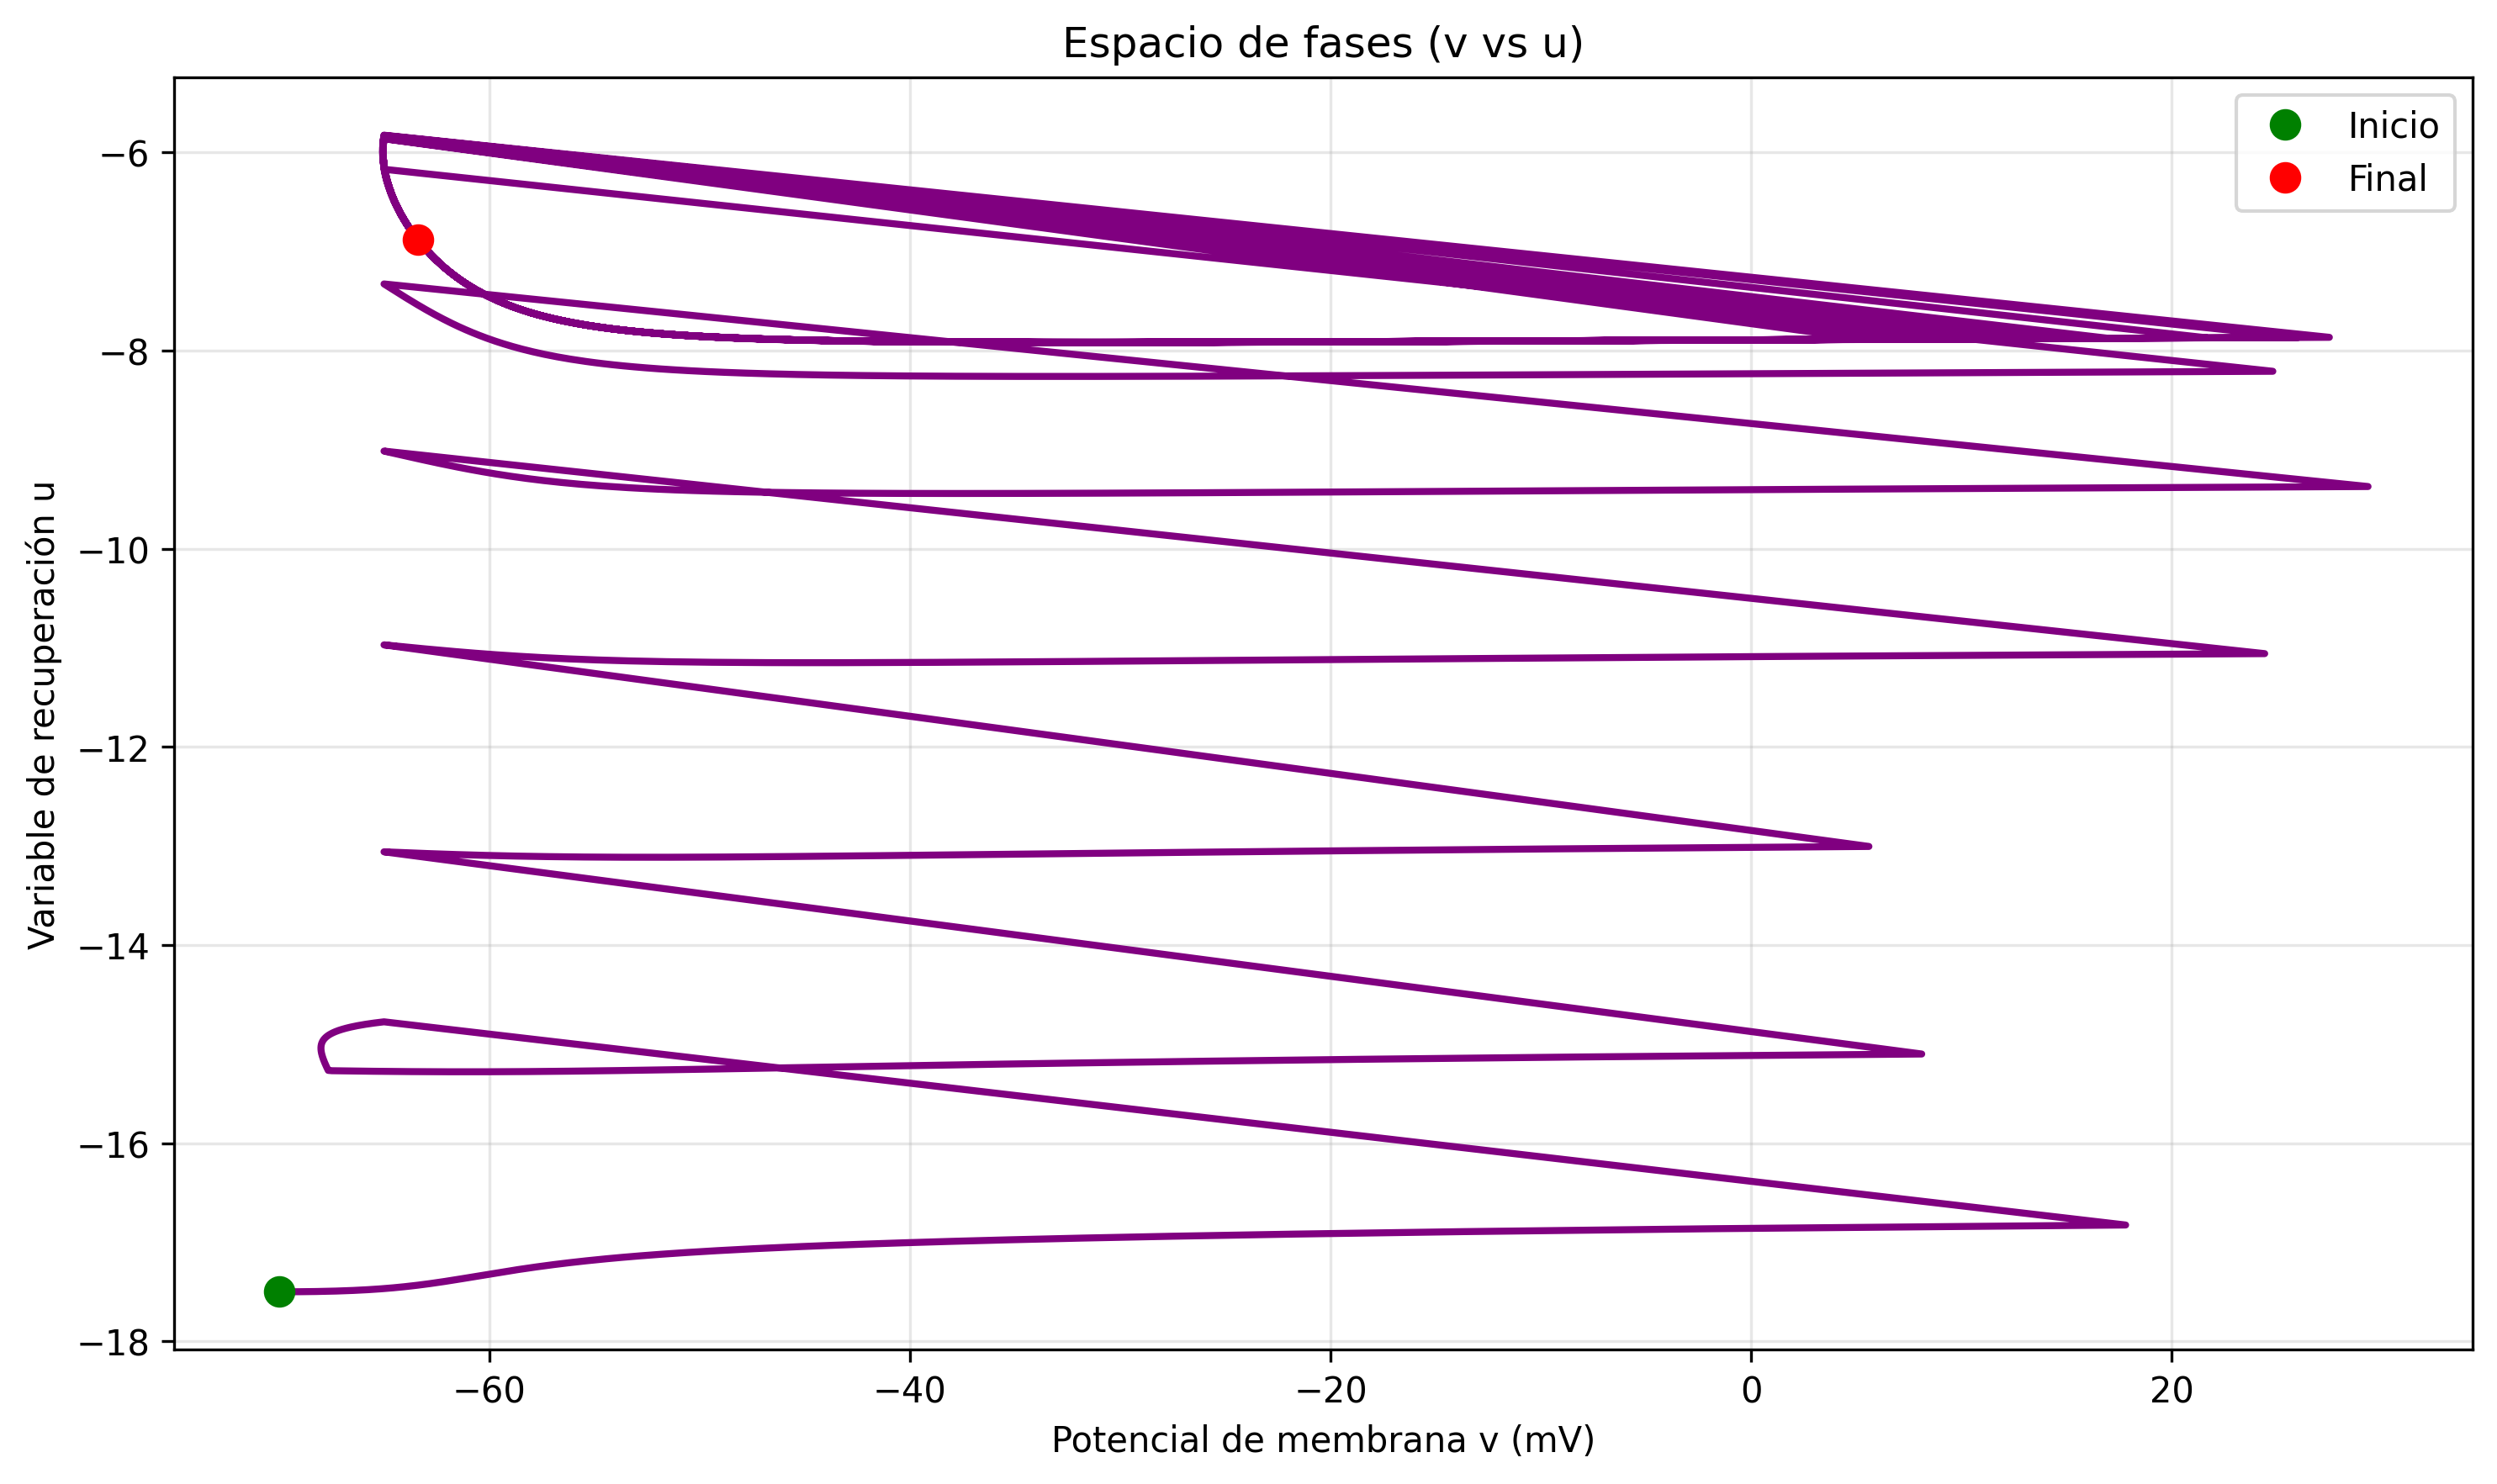 Espacio de fases (v vs u)
Inicio
Final
Variable de recuperación u
−6
−8
−10
−12
−14
−16
−18
−60
−40
−20
0
20
Potencial de membrana v (mV)